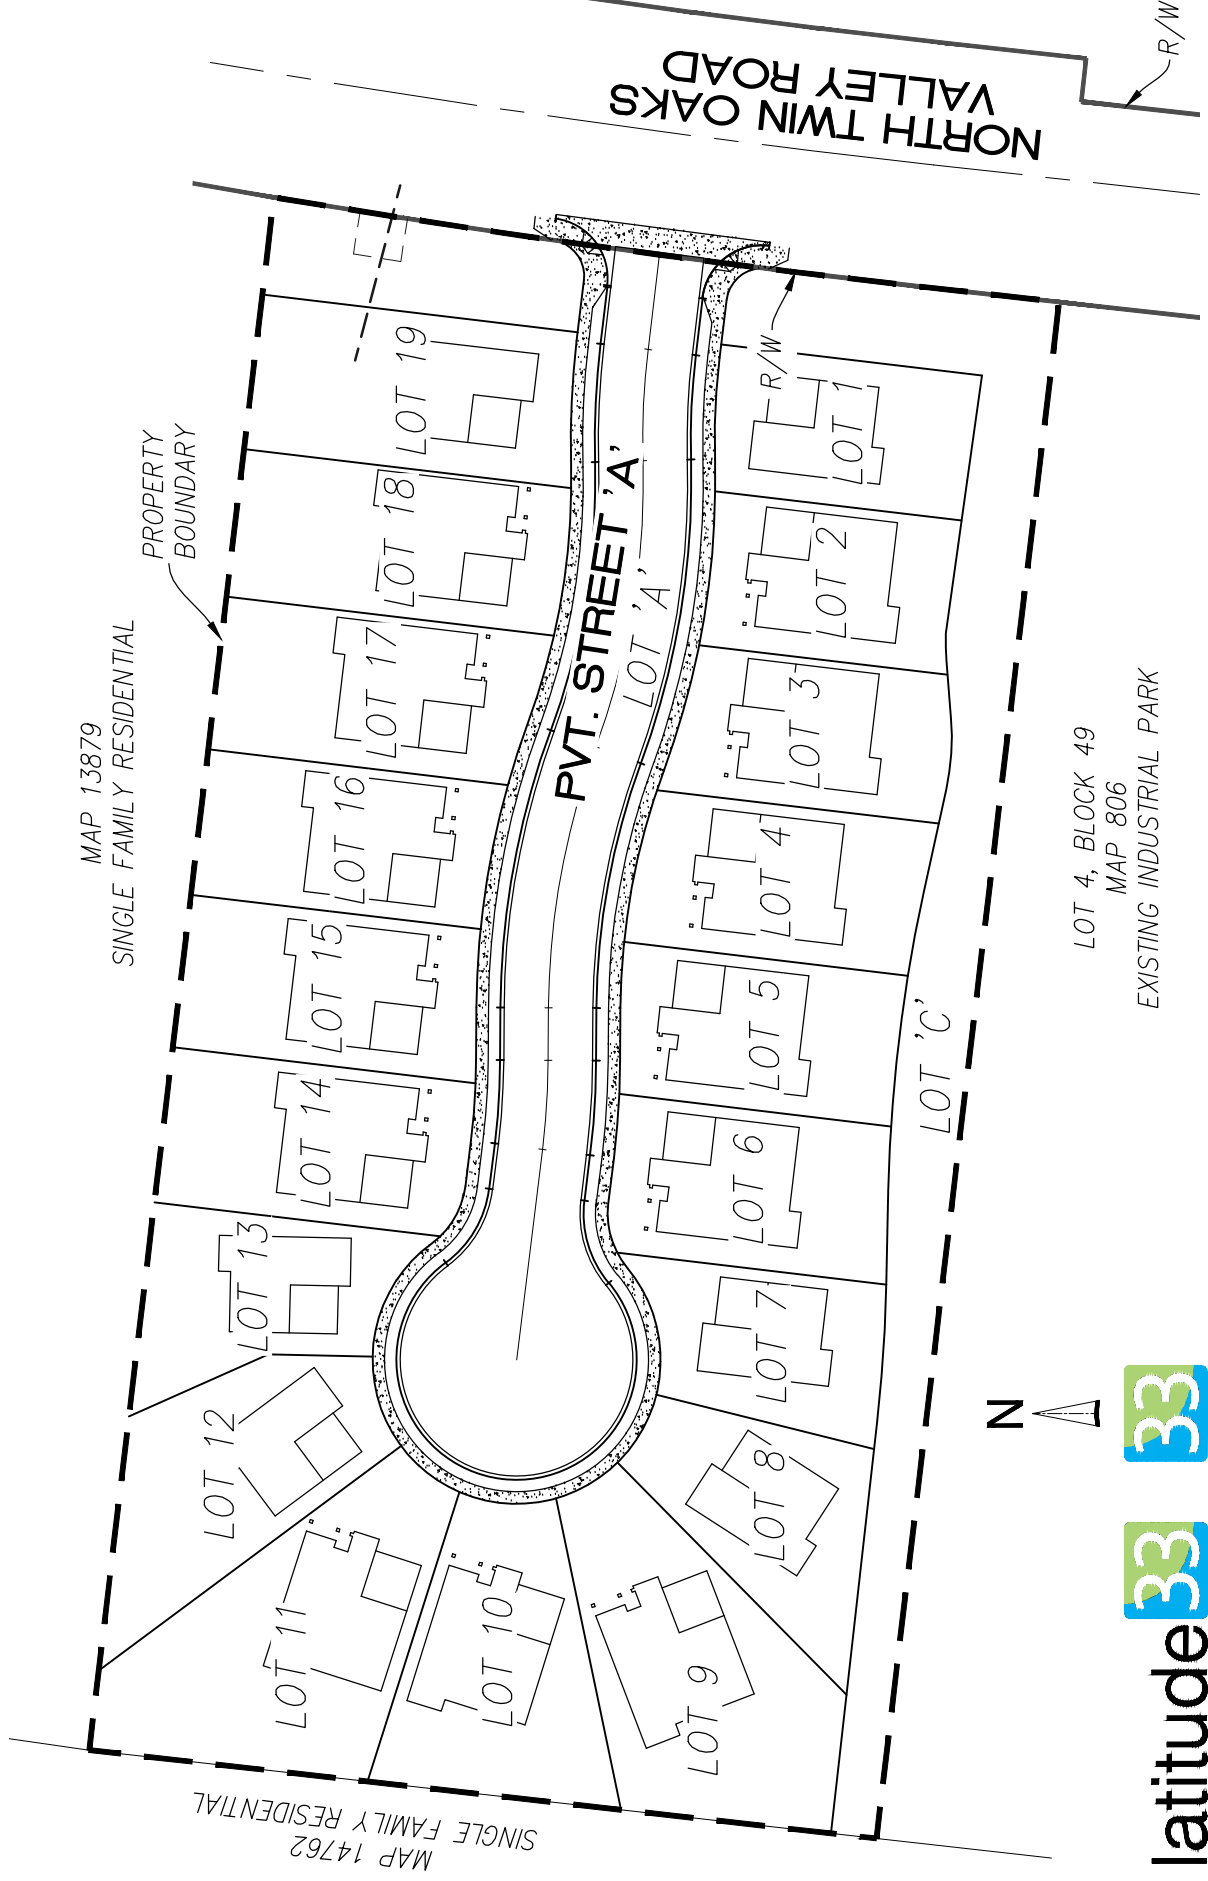 R/W
NORTH TWIN OAKS
VALLEY ROAD
R/W
PROPERTY
BOUNDARY
MAP 13879
SINGLE FAMILY RESIDENTIAL
LOT 19
LOT 18
LOT 17
LOT 16
LOT 15
LOT 14
LOT 13
LOT 12
LOT 11
LOT 10
LOT 9
LOT 8
LOT 7
LOT 6
LOT 5
LOT 4
LOT 3
LOT 2
LOT 1
PVT. STREET 'A'
LOT 'A'
LOT 'C'
LOT 4, BLOCK 49
MAP 806
EXISTING INDUSTRIAL PARK
MAP 14762
SINGLE FAMILY RESIDENTIAL
N
33
latitude 33